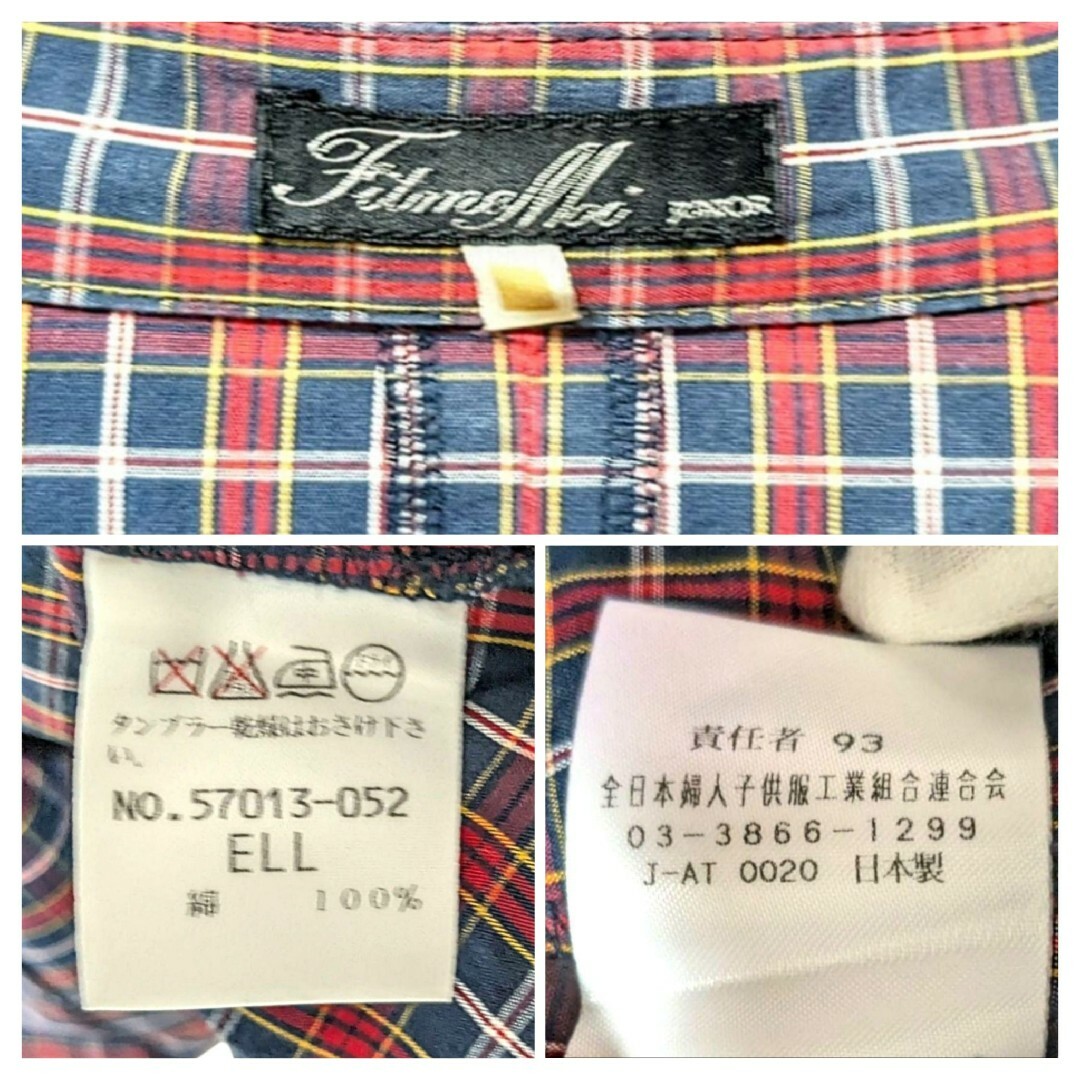 タンブラー乾燥はおさけ下さ
い。
NO.57013-052
ELL
綿 100%
責任者 93
全日本婦人子供服工業組合連合会
03-3866-1299
J-AT 0020 日本製